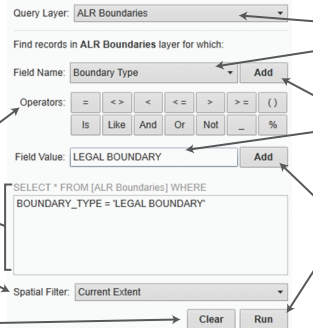 Query Layer: ALR Boundaries
Find records in ALR Boundaries layer for which:
Field Name: Boundary Type Add
Operators: = < > < < = > > = ( )
Is Like And Or Not _ %
Field Value: LEGAL BOUNDARY Add
SELECT * FROM [ALR Boundaries] WHERE
BOUNDARY_TYPE = 'LEGAL BOUNDARY'
Spatial Filter: Current Extent
Clear Run